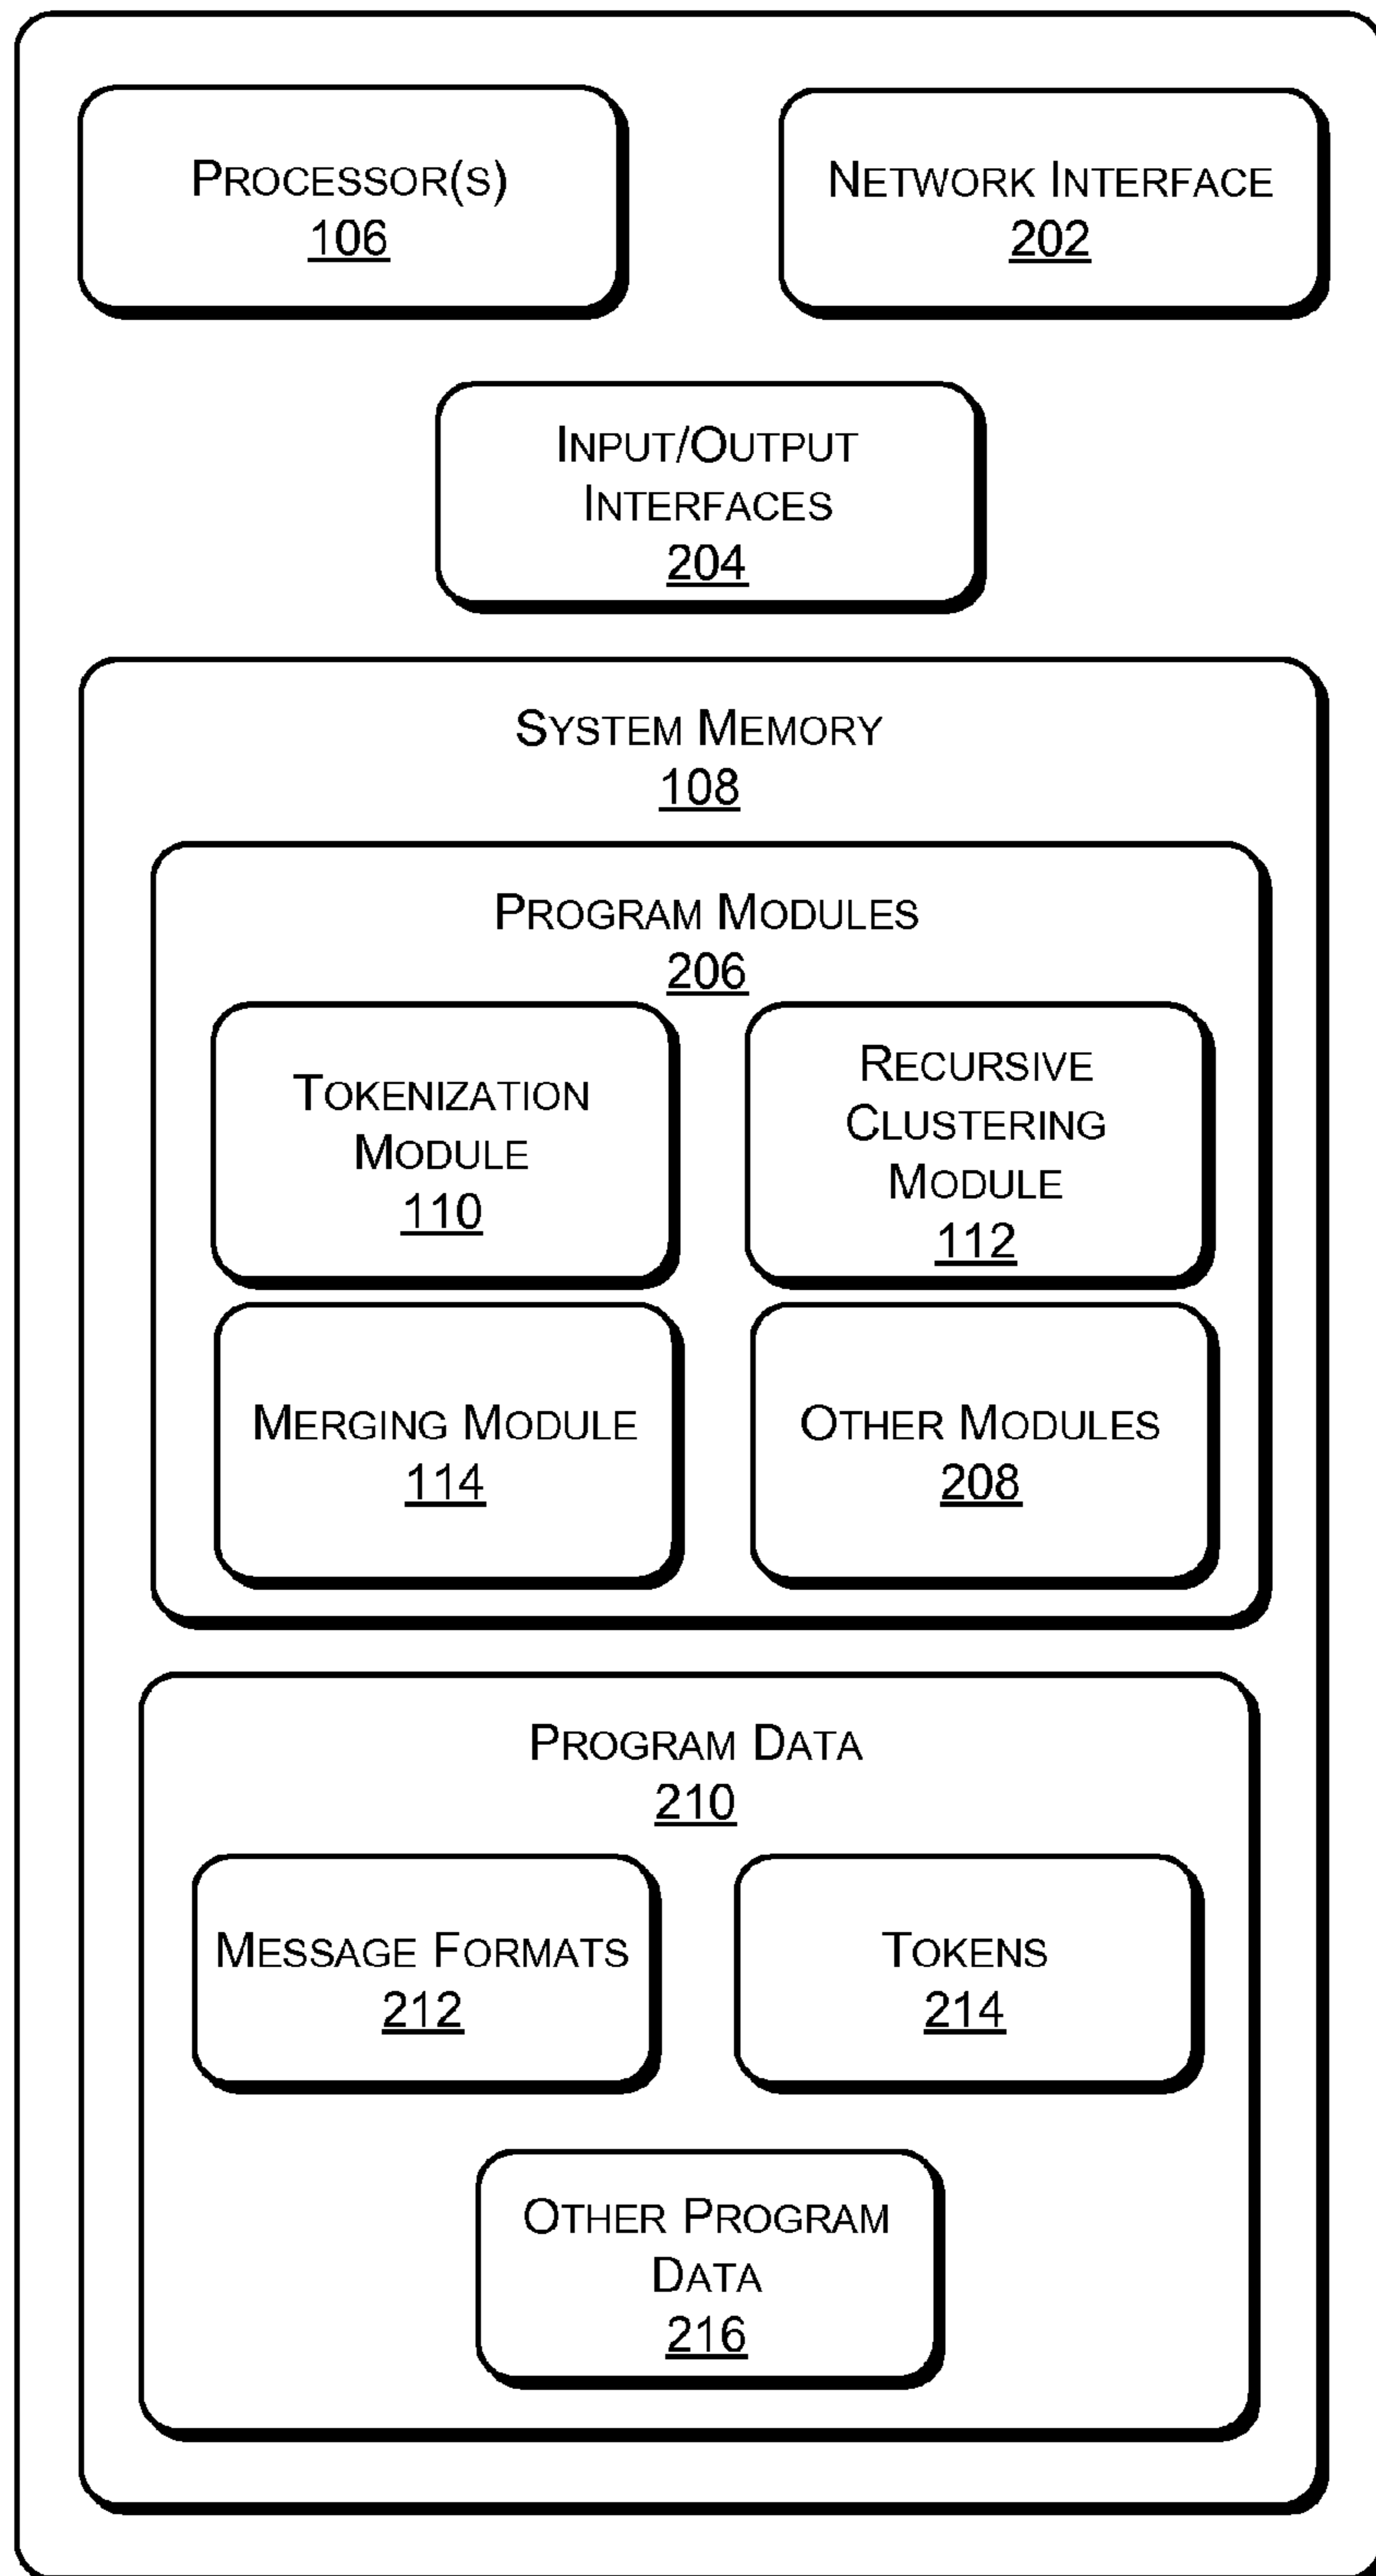 PROCESSOR(S)
106
NETWORK INTERFACE
202
INPUT/OUTPUT
INTERFACES
204
SYSTEM MEMORY
108
PROGRAM MODULES
206
TOKENIZATION
MODULE
110
RECURSIVE
CLUSTERING
MODULE
112
MERGING MODULE
114
OTHER MODULES
208
PROGRAM DATA
210
MESSAGE FORMATS
212
TOKENS
214
OTHER PROGRAM
DATA
216